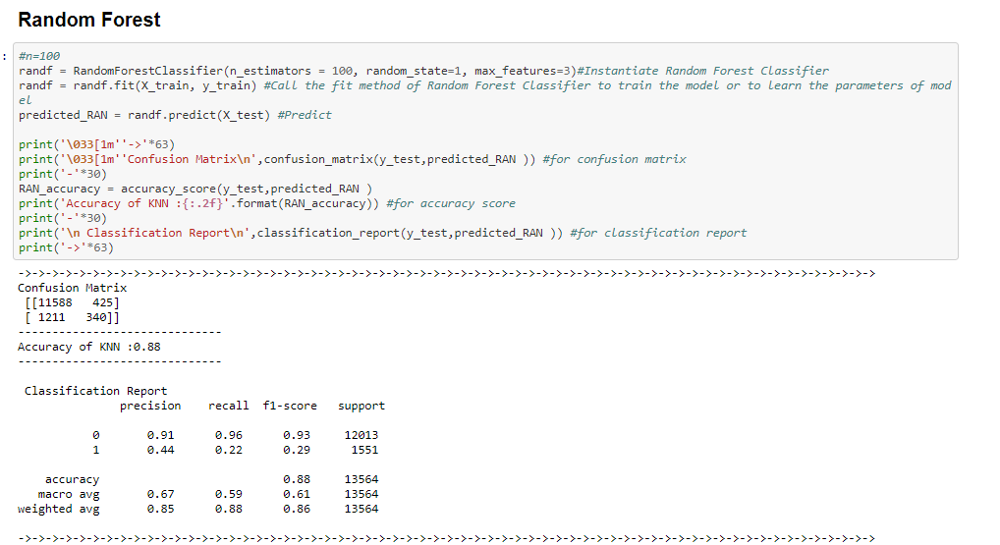 Random Forest
:
#n=100
randf = RandomForestClassifier(n_estimators = 100, random_state=1, max_features=3)#Instantiate Random Forest Classifier
randf = randf.fit(X_train, y_train) #Call the fit method of Random Forest Classifier to train the model or to learn the parameters of mod
el
predicted_RAN = randf.predict(X_test) #Predict
print('\033[1m''->'*63)
print('\033[1m''Confusion Matrix\n',confusion_matrix(y_test,predicted_RAN )) #for confusion matrix
print('-'*30)
RAN_accuracy = accuracy_score(y_test,predicted_RAN )
print('Accuracy of KNN :{:.2f}'.format(RAN_accuracy)) #for accuracy score
print('-'*30)
print('\n Classification Report\n',classification_report(y_test,predicted_RAN )) #for classification report
print('->'*63)
->->->->->->->->->->->->->->->->->->->->->->->->->->->->->->->->->->->->->->->->->->->->->->->->->->->->->->->->->->->->->->->
Confusion Matrix
[[11588   425]
[ 1211   340]]
------------------------------
Accuracy of KNN :0.88
------------------------------
Classification Report
precision    recall  f1-score   support
0       0.91      0.96      0.93     12013
1       0.44      0.22      0.29      1551
accuracy                           0.88     13564
macro avg       0.67      0.59      0.61     13564
weighted avg       0.85      0.88      0.86     13564
->->->->->->->->->->->->->->->->->->->->->->->->->->->->->->->->->->->->->->->->->->->->->->->->->->->->->->->->->->->->->->->